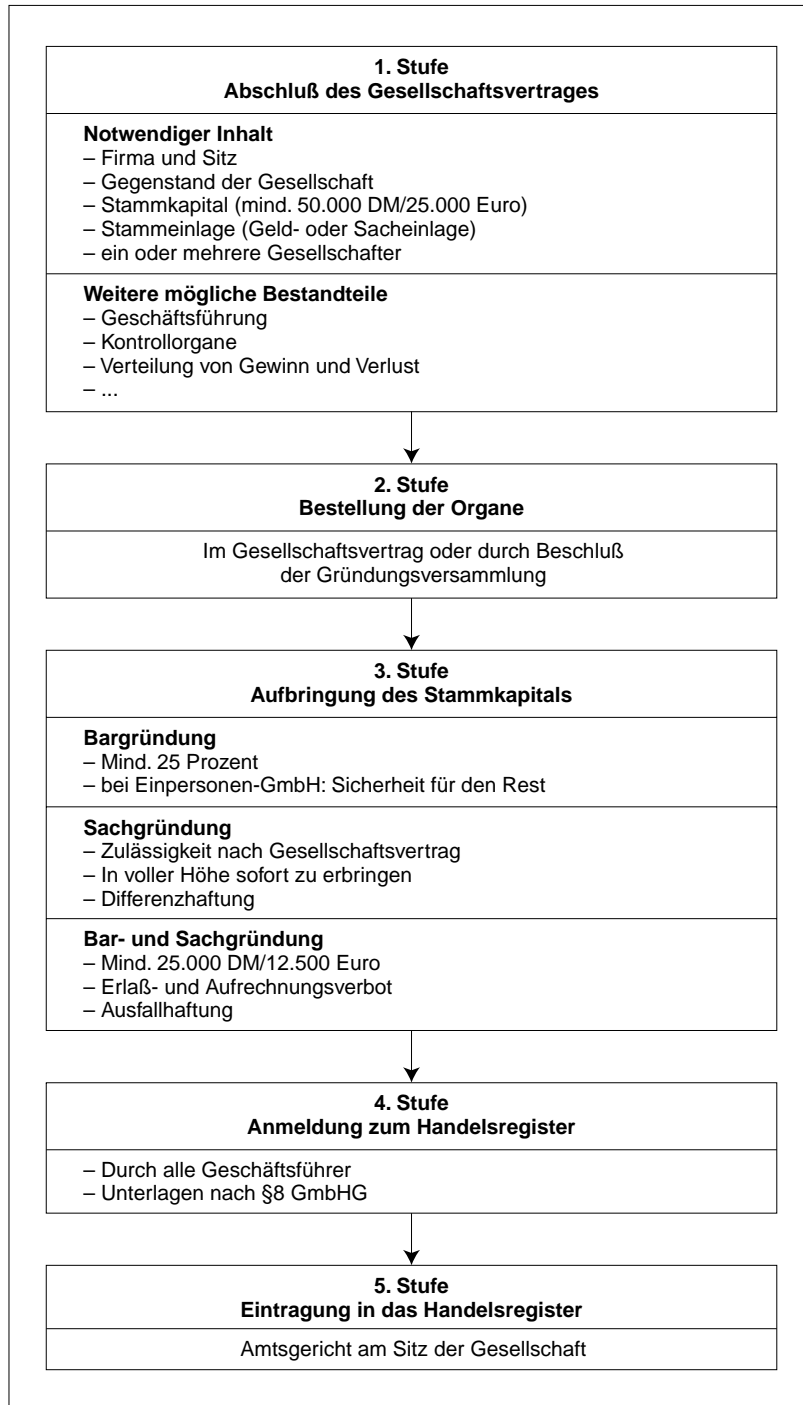 1. Stufe
Abschluß des Gesellschaftsvertrages
Notwendiger Inhalt
– Firma und Sitz
– Gegenstand der Gesellschaft
– Stammkapital (mind. 50.000 DM/25.000 Euro)
– Stammeinlage (Geld- oder Sacheinlage)
– ein oder mehrere Gesellschafter
Weitere mögliche Bestandteile
– Geschäftsführung
– Kontrollorgane
– Verteilung von Gewinn und Verlust
– ...
2. Stufe
Bestellung der Organe
Im Gesellschaftsvertrag oder durch Beschluß
der Gründungsversammlung
3. Stufe
Aufbringung des Stammkapitals
Bargründung
– Mind. 25 Prozent
– bei Einpersonen-GmbH: Sicherheit für den Rest
Sachgründung
– Zulässigkeit nach Gesellschaftsvertrag
– In voller Höhe sofort zu erbringen
– Differenzhaftung
Bar- und Sachgründung
– Mind. 25.000 DM/12.500 Euro
– Erlaß- und Aufrechnungsverbot
– Ausfallhaftung
4. Stufe
Anmeldung zum Handelsregister
– Durch alle Geschäftsführer
– Unterlagen nach §8 GmbHG
5. Stufe
Eintragung in das Handelsregister
Amtsgericht am Sitz der Gesellschaft